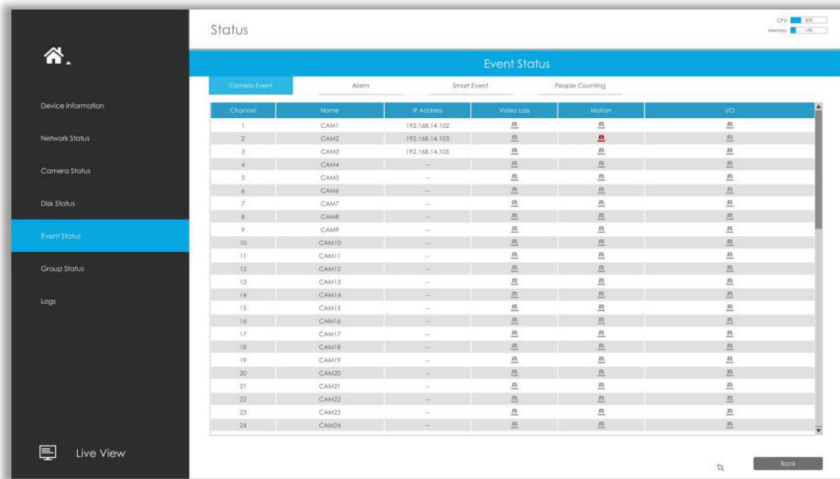 Status
CPU
Memory
Event Status
Camera Event Alarm Smart Event People Counting
Device Information
Network Status
Camera Status
Disk Status
Event Status
Group Status
Logs
Live View
Channel Name IP Address Video Loss Motion I/O
1 CAM1 192.168.14.102
2 CAM2 192.168.14.105
3 CAM3 192.168.14.105
4 CAM4 --
5 CAM5 --
6 CAM6 --
7 CAM7 --
8 CAM8 --
9 CAM9 --
10 CAM10 --
11 CAM11 --
12 CAM12 --
13 CAM13 --
14 CAM14 --
15 CAM15 --
16 CAM16 --
17 CAM17 --
18 CAM18 --
19 CAM19 --
20 CAM20 --
21 CAM21 --
22 CAM22 --
23 CAM23 --
24 CAM24 --
Back